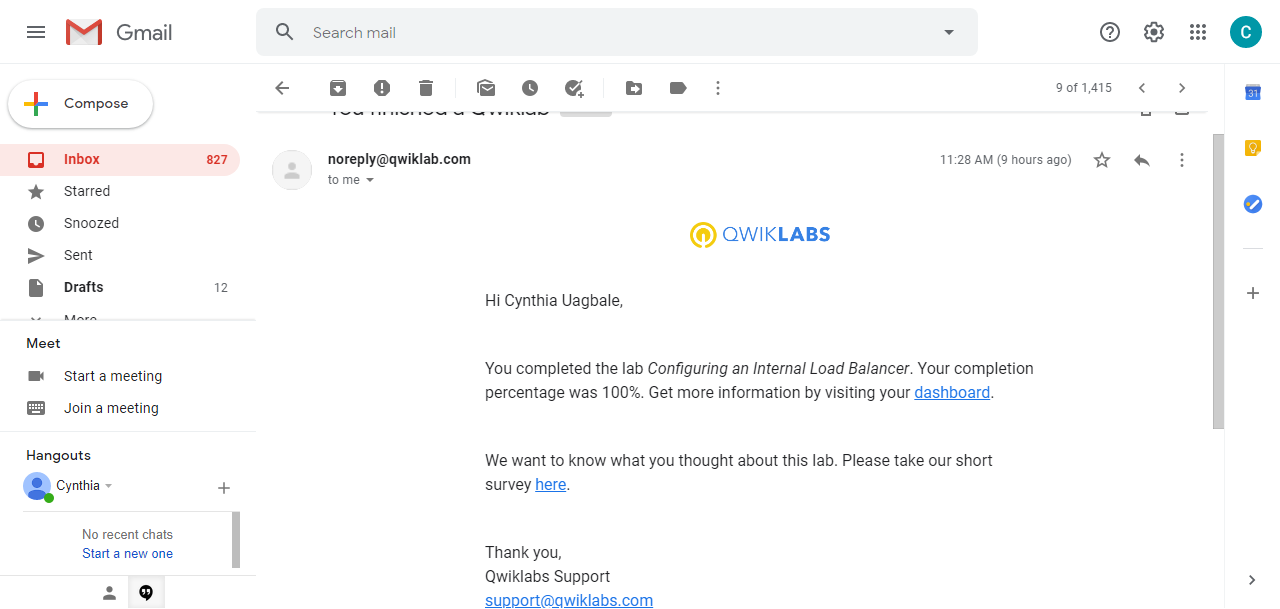 Gmail
Search mail
C
Compose
9 of 1,415
31
You finished a Qwiklab
Inbox 827
noreply@qwiklab.com
11:28 AM (9 hours ago)
to me
Starred
Snoozed
Sent
Drafts 12
More
QWIKLABS
Hi Cynthia Uagbale,
You completed the lab Configuring an Internal Load Balancer. Your completion
percentage was 100%. Get more information by visiting your dashboard.
We want to know what you thought about this lab. Please take our short
survey here.
Thank you,
Qwiklabs Support
support@qwiklabs.com
Meet
Start a meeting
Join a meeting
Hangouts
Cynthia
No recent chats
Start a new one